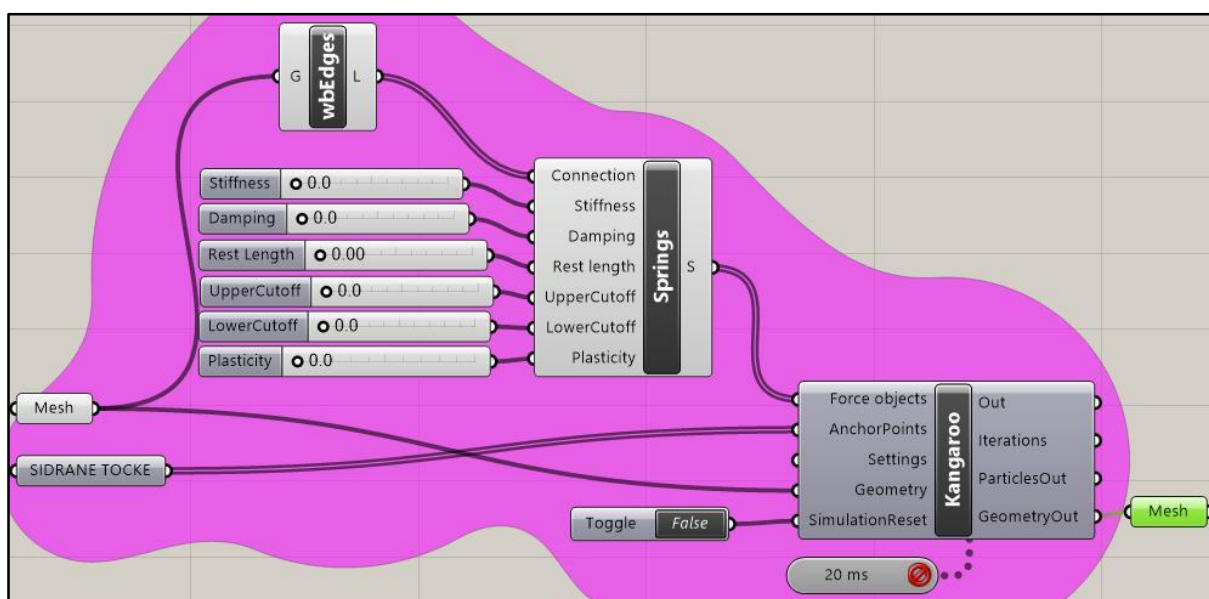 G wbEdges L
Stiffness 0.0
Damping 0.0
Rest Length 0.00
UpperCutoff 0.0
LowerCutoff 0.0
Plasticity 0.0
Connection
Stiffness
Damping
Rest length
UpperCutoff
LowerCutoff
Plasticity
Springs
S
Mesh
SIDRANE TOCKE
Toggle False
Force objects
AnchorPoints
Settings
Geometry
SimulationReset
Kangaroo
Out
Iterations
ParticlesOut
GeometryOut
Mesh
20 ms